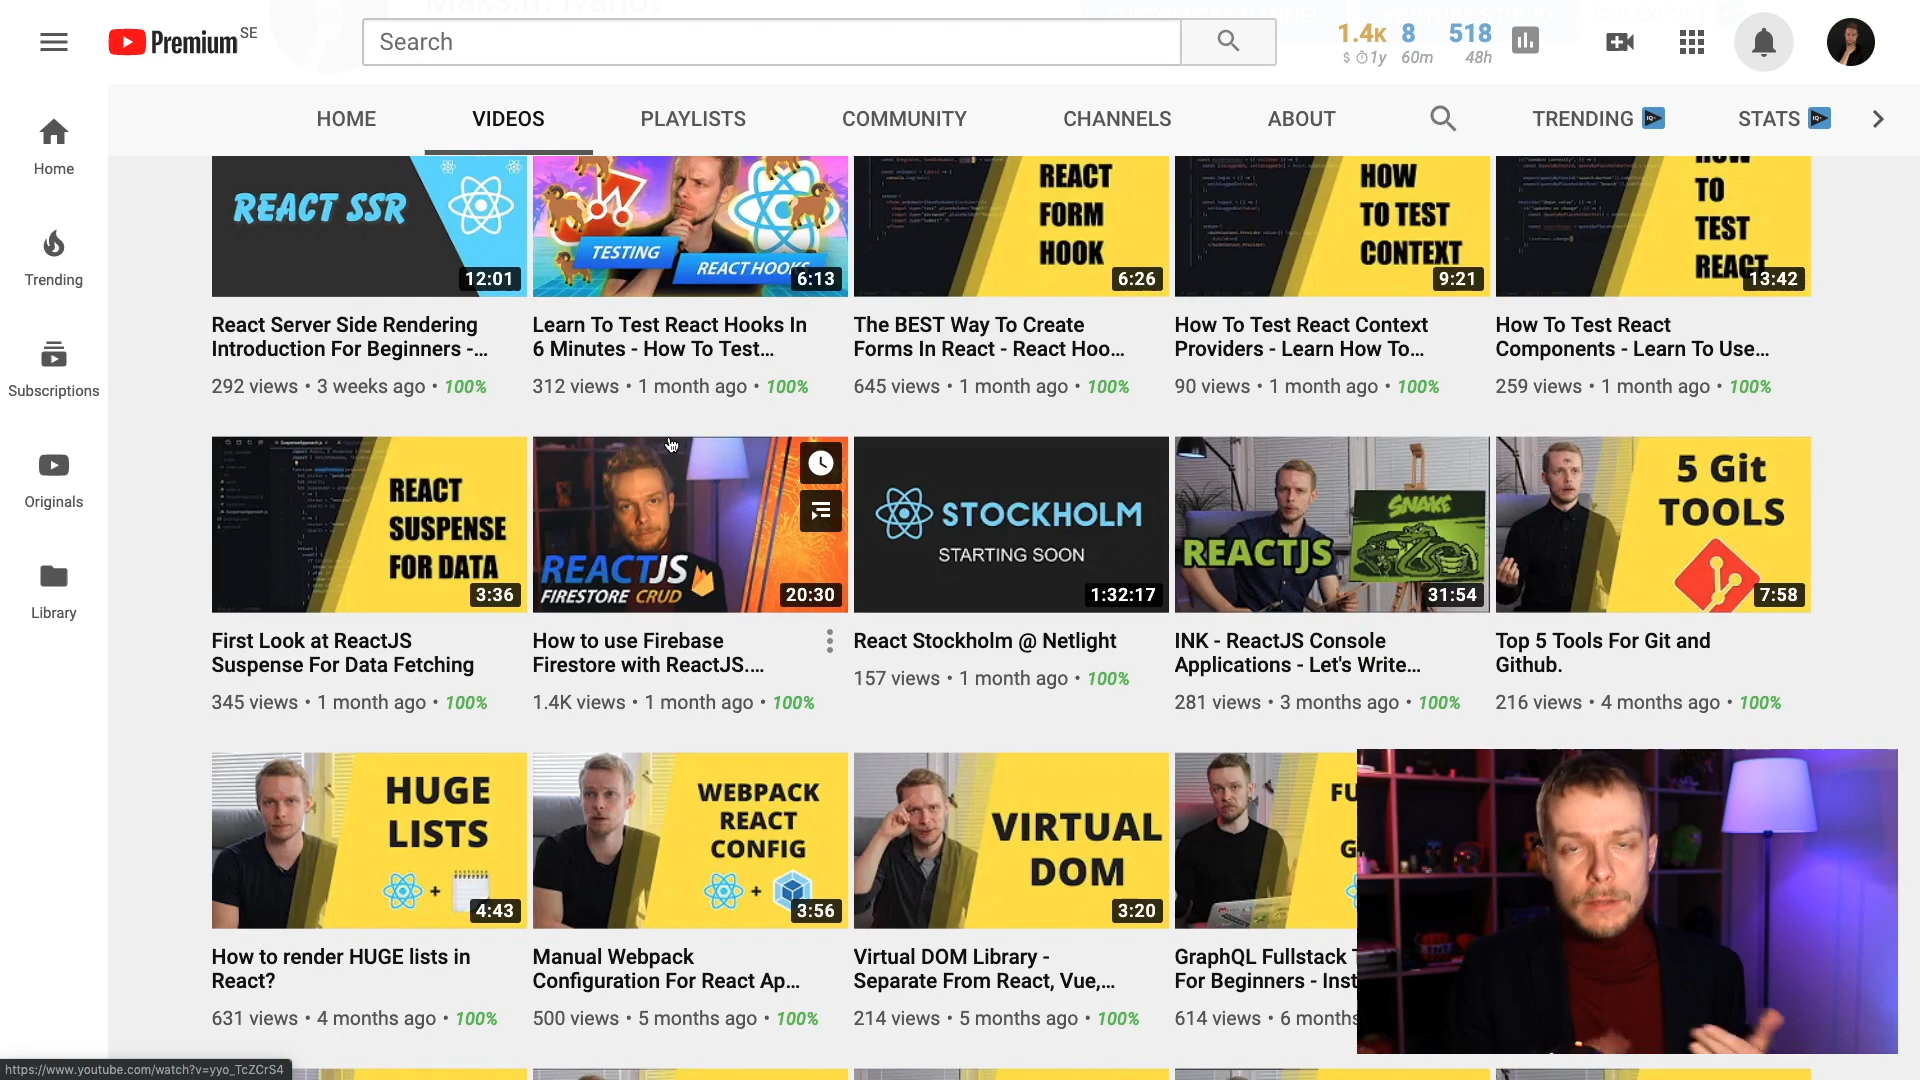 Premium SE
Search
1.4K 8 518
$ 1y 60m 48h
HOME VIDEOS PLAYLISTS COMMUNITY CHANNELS ABOUT TRENDING STATS
Home
Trending
Subscriptions
Originals
Library
REACT SSR
12:01
TESTING
REACT HOOKS
6:13
REACT
FORM
HOOK
6:26
HOW
TO TEST
CONTEXT
9:21
HOW
TO
TEST
REACT
13:42
React Server Side Rendering
Introduction For Beginners -...
292 views • 3 weeks ago • 100%
Learn To Test React Hooks In
6 Minutes - How To Test...
312 views • 1 month ago • 100%
The BEST Way To Create
Forms In React - React Hoo...
645 views • 1 month ago • 100%
How To Test React Context
Providers - Learn How To...
90 views • 1 month ago • 100%
How To Test React
Components - Learn To Use...
259 views • 1 month ago • 100%
REACT
SUSPENSE
FOR DATA
3:36
REACTJS
FIRESTORE CRUD
20:30
STOCKHOLM
STARTING SOON
1:32:17
REACTJS
SNAKE
31:54
5 Git
TOOLS
7:58
First Look at ReactJS
Suspense For Data Fetching
345 views • 1 month ago • 100%
How to use Firebase
Firestore with ReactJS....
1.4K views • 1 month ago • 100%
React Stockholm @ Netlight
157 views • 1 month ago • 100%
INK - ReactJS Console
Applications - Let's Write...
281 views • 3 months ago • 100%
Top 5 Tools For Git and
Github.
216 views • 4 months ago • 100%
HUGE
LISTS
+
4:43
WEBPACK
REACT
CONFIG
+
3:56
VIRTUAL
DOM
3:20
FU
G
How to render HUGE lists in
React?
631 views • 4 months ago • 100%
Manual Webpack
Configuration For React Ap...
500 views • 5 months ago • 100%
Virtual DOM Library -
Separate From React, Vue,...
214 views • 5 months ago • 100%
GraphQL Fullstack T
For Beginners - Inst
614 views • 6 months
https://www.youtube.com/watch?v=yyo_TcZCrS4